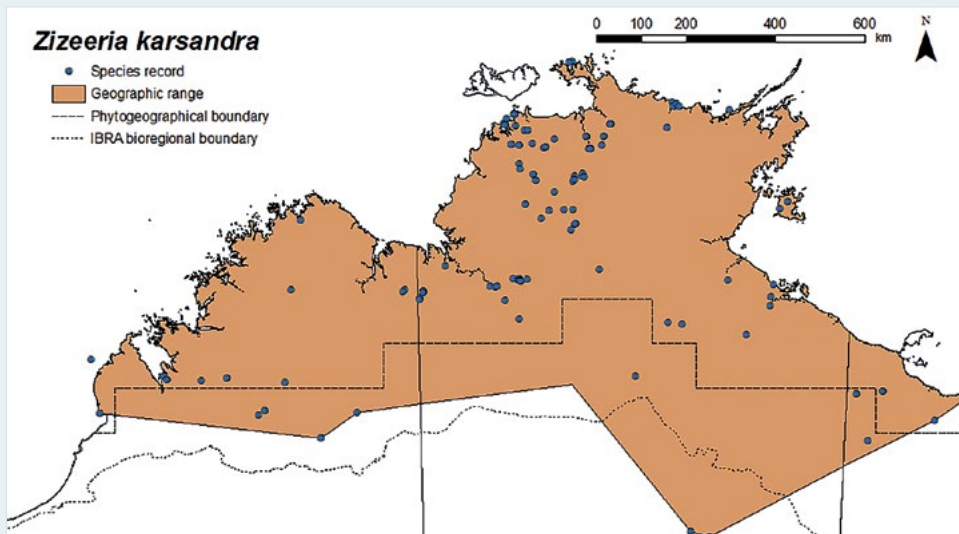 Zizeeria karsandra
Species record
Geographic range
Phytogeographical boundary
IBRA bioregional boundary
0 100 200 400 600
km
N